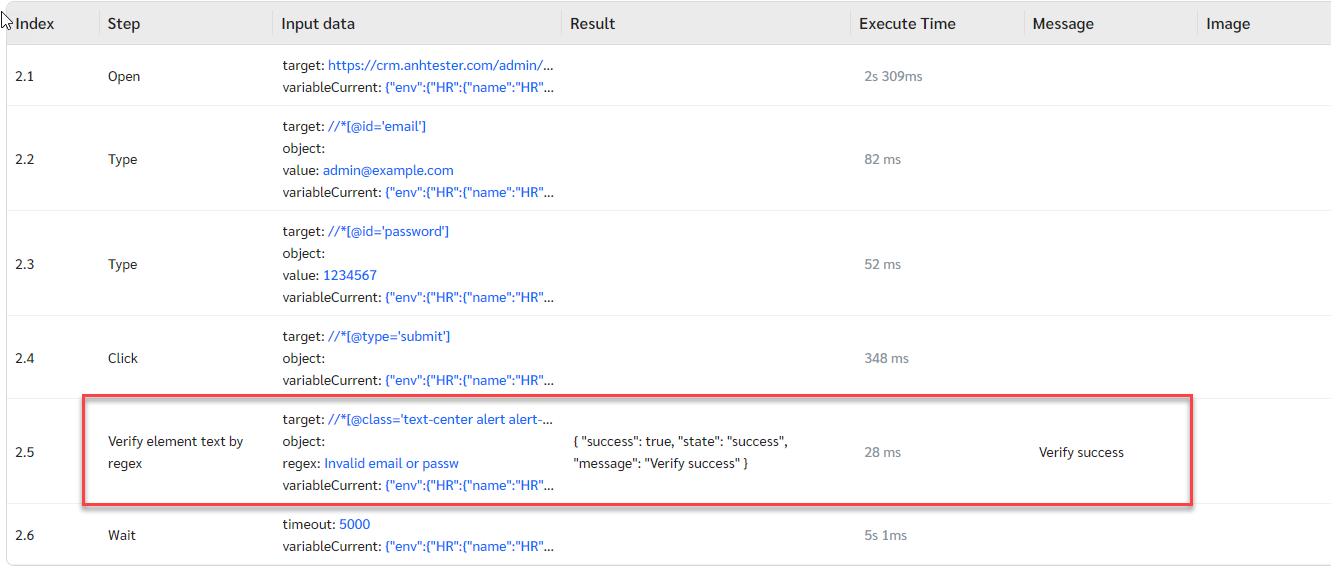 Index Step Input data Result Execute Time Message Image
2.1 Open target: https://crm.anhtester.com/admin/... 2s 309ms
variableCurrent: {"env":{"HR":{"name":"HR"...
2.2 Type target: //*[@id='email'] 82 ms
object:
value: admin@example.com
variableCurrent: {"env":{"HR":{"name":"HR"...
2.3 Type target: //*[@id='password'] 52 ms
object:
value: 1234567
variableCurrent: {"env":{"HR":{"name":"HR"...
2.4 Click target: //*[@type='submit'] 348 ms
object:
variableCurrent: {"env":{"HR":{"name":"HR"...
2.5 Verify element text by regex target: //*[@class='text-center alert alert-... { "success": true, "state": "success", 28 ms Verify success
object: "message": "Verify success" }
regex: Invalid email or passw
variableCurrent: {"env":{"HR":{"name":"HR"...
2.6 Wait timeout: 5000 5s 1ms
variableCurrent: {"env":{"HR":{"name":"HR"...